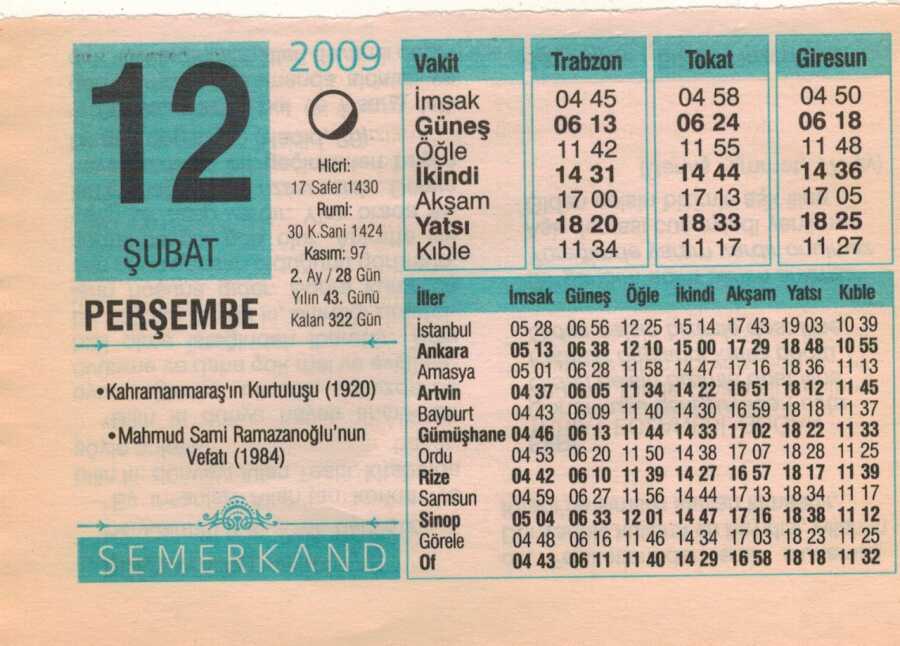 12
ŞUBAT
PERŞEMBE
2009
Hicri:
17 Safer 1430
Rumi:
30 K.Sani 1424
Kasım: 97
2. Ay / 28 Gün
Yılın 43. Günü
Kalan 322 Gün
•Kahramanmaraş'ın Kurtuluşu (1920)
•Mahmud Sami Ramazanoğlu'nun
Vefatı (1984)
SEMERKAND
Vakit Trabzon Tokat Giresun
İmsak 04 45 04 58 04 50
Güneş 06 13 06 24 06 18
Öğle 11 42 11 55 11 48
İkindi 14 31 14 44 14 36
Akşam 17 00 17 13 17 05
Yatsı 18 20 18 33 18 25
Kıble 11 34 11 17 11 27
İller İmsak Güneş Öğle İkindi Akşam Yatsı Kıble
İstanbul 05 28 06 56 12 25 15 14 17 43 19 03 10 39
Ankara 05 13 06 38 12 10 15 00 17 29 18 48 10 55
Amasya 05 01 06 28 11 58 14 47 17 16 18 36 11 13
Artvin 04 37 06 05 11 34 14 22 16 51 18 12 11 45
Bayburt 04 43 06 09 11 40 14 30 16 59 18 18 11 37
Gümüşhane 04 46 06 13 11 44 14 33 17 02 18 22 11 33
Ordu 04 53 06 20 11 50 14 38 17 07 18 28 11 25
Rize 04 42 06 10 11 39 14 27 16 57 18 17 11 39
Samsun 04 59 06 27 11 56 14 44 17 13 18 34 11 17
Sinop 05 04 06 33 12 01 14 47 17 16 18 38 11 12
Görele 04 48 06 16 11 46 14 34 17 03 18 23 11 25
Of 04 43 06 11 11 40 14 29 16 58 18 18 11 32